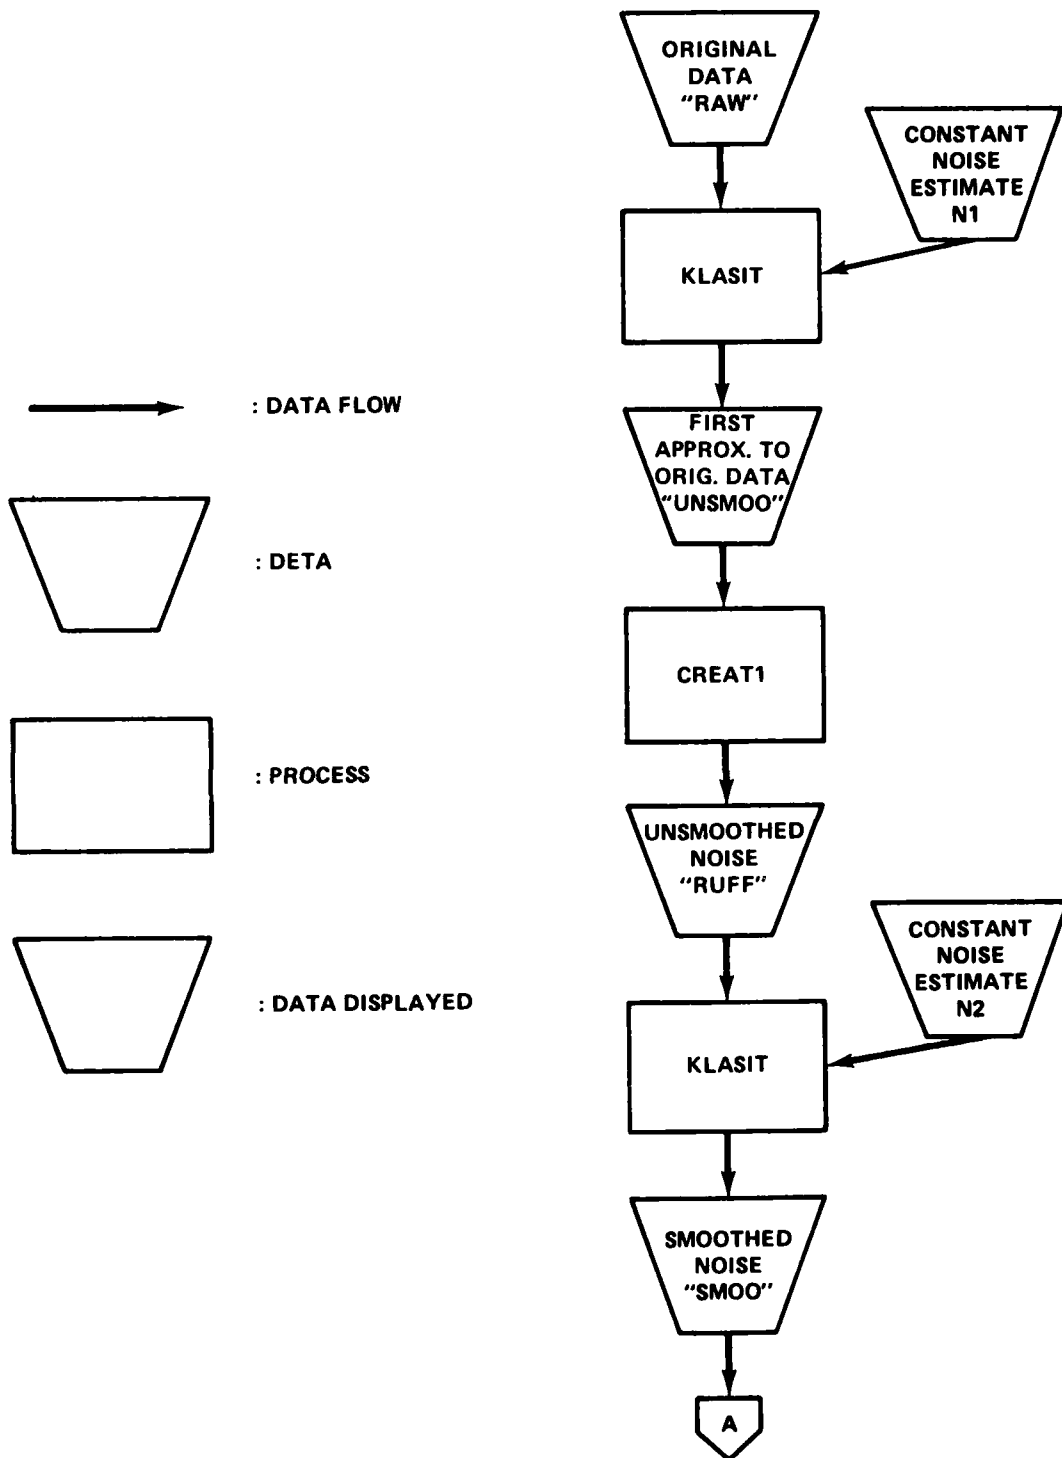 ORIGINAL
DATA
"RAW"
CONSTANT
NOISE
ESTIMATE
N1
KLASIT
: DATA FLOW
FIRST
APPROX. TO
ORIG. DATA
"UNSMOO"
: DETA
CREAT1
: PROCESS
UNSMOOTHED
NOISE
"RUFF"
CONSTANT
NOISE
ESTIMATE
N2
: DATA DISPLAYED
KLASIT
SMOOTHED
NOISE
"SMOO"
A